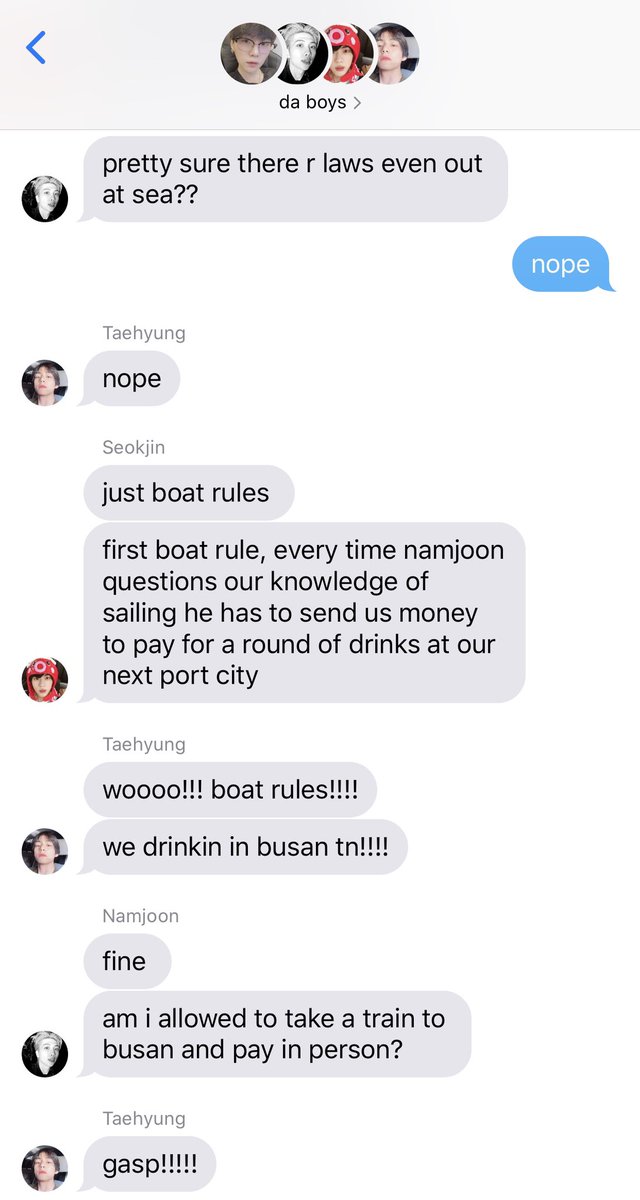 da boys >
pretty sure there r laws even out
at sea??
nope
Taehyung
nope
Seokjin
just boat rules
first boat rule, every time namjoon
questions our knowledge of
sailing he has to send us money
to pay for a round of drinks at our
next port city
Taehyung
woooo!!! boat rules!!!!
we drinkin in busan tn!!!!
Namjoon
fine
am i allowed to take a train to
busan and pay in person?
Taehyung
gasp!!!!!